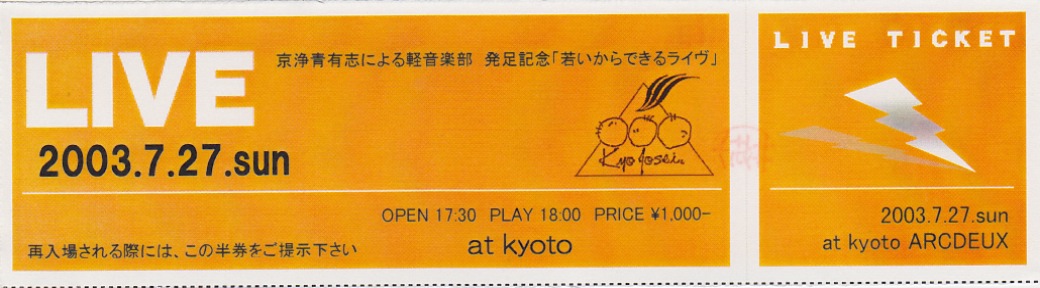 LIVE
京浄青有志による軽音楽部 発足記念「若いからできるライヴ」
2003.7.27.sun
Kyojosei
OPEN 17:30 PLAY 18:00 PRICE ¥1,000−
at kyoto
再入場される際には、この半券をご提示下さい
LIVE TICKET
2003.7.27.sun
at kyoto ARCDEUX